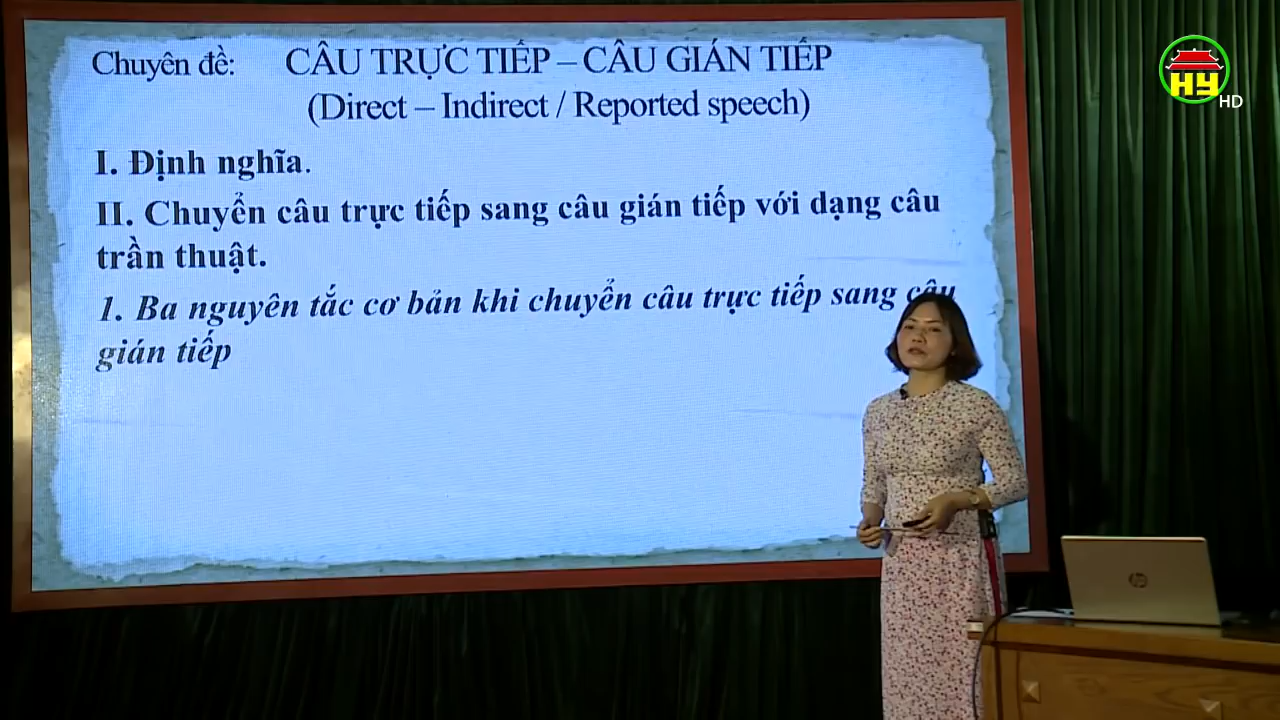 Chuyên đề: CÂU TRỰC TIẾP – CÂU GIÁN TIẾP
(Direct – Indirect / Reported speech)
I. Định nghĩa.
II. Chuyển câu trực tiếp sang câu gián tiếp với dạng câu
trần thuật.
1. Ba nguyên tắc cơ bản khi chuyển câu trực tiếp sang câu
gián tiếp
HY
HD
hp